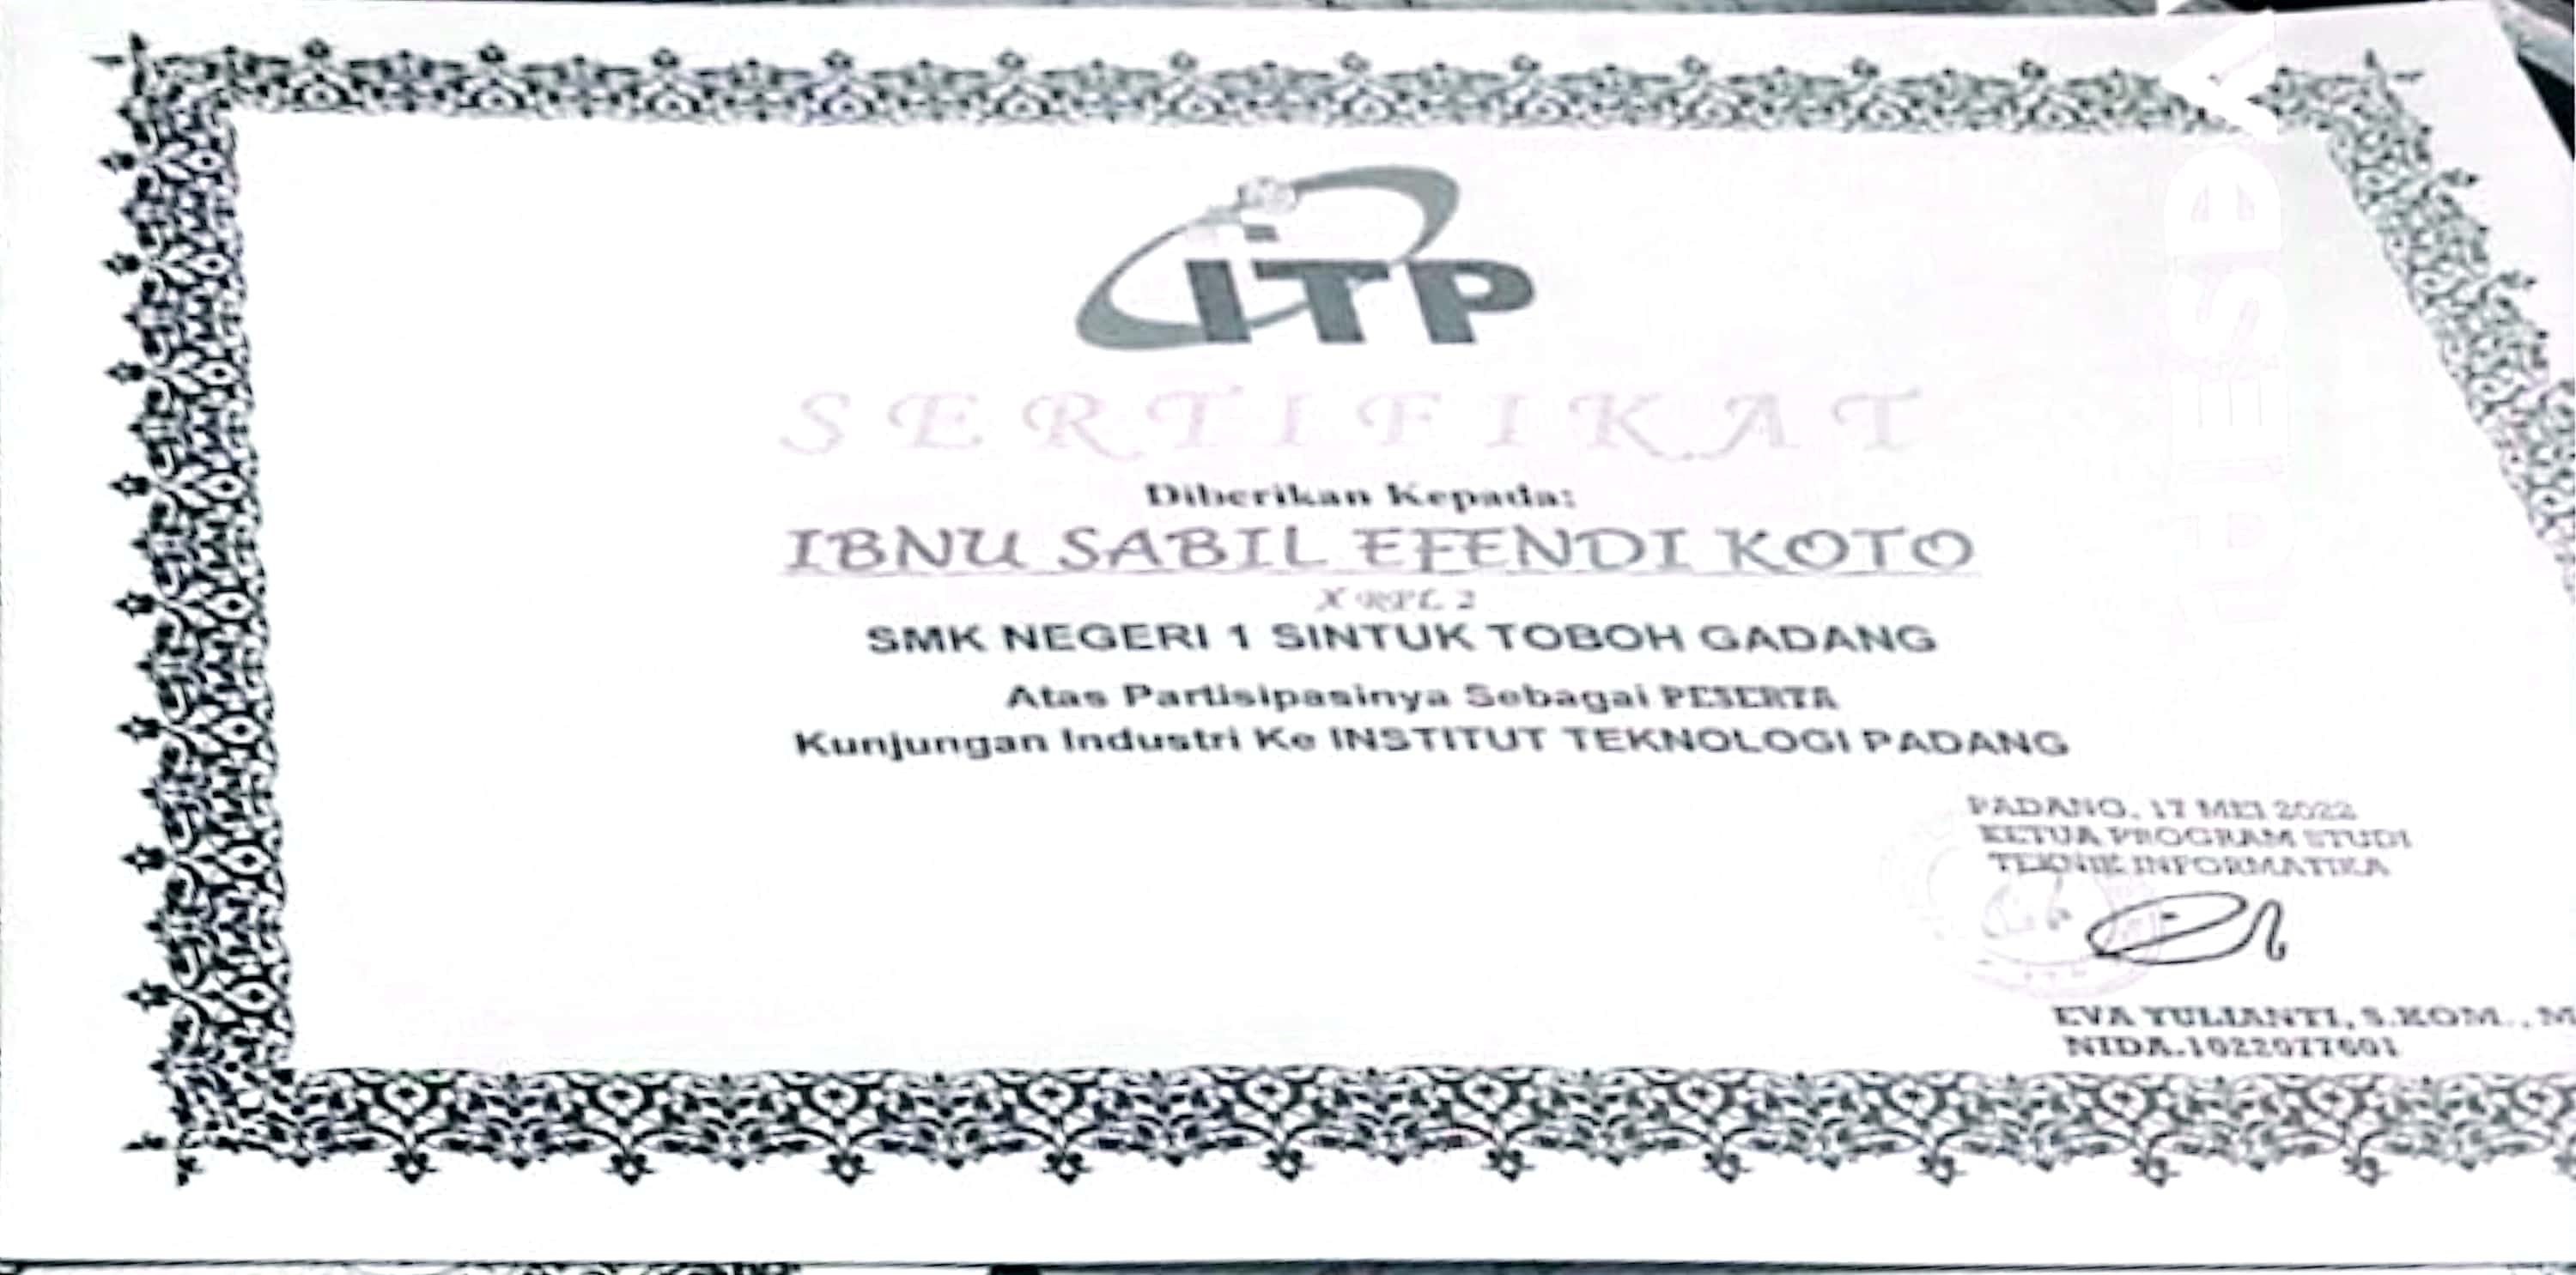 ITP
SERTIFIKAT
Diberikan Kepada:
IBNU SABIL EFENDI KOTO
X RPL 2
SMK NEGERI 1 SINTUK TOBOH GADANG
Atas Partisipasinya Sebagai PESERTA
Kunjungan Industri Ke INSTITUT TEKNOLOGI PADANG
PADANG, 17 MEI 2022
KETUA PROGRAM STUDI
TEKNIK INFORMATIKA
EVA YULIANTI, S.KOM., M
NIDA.1022077601